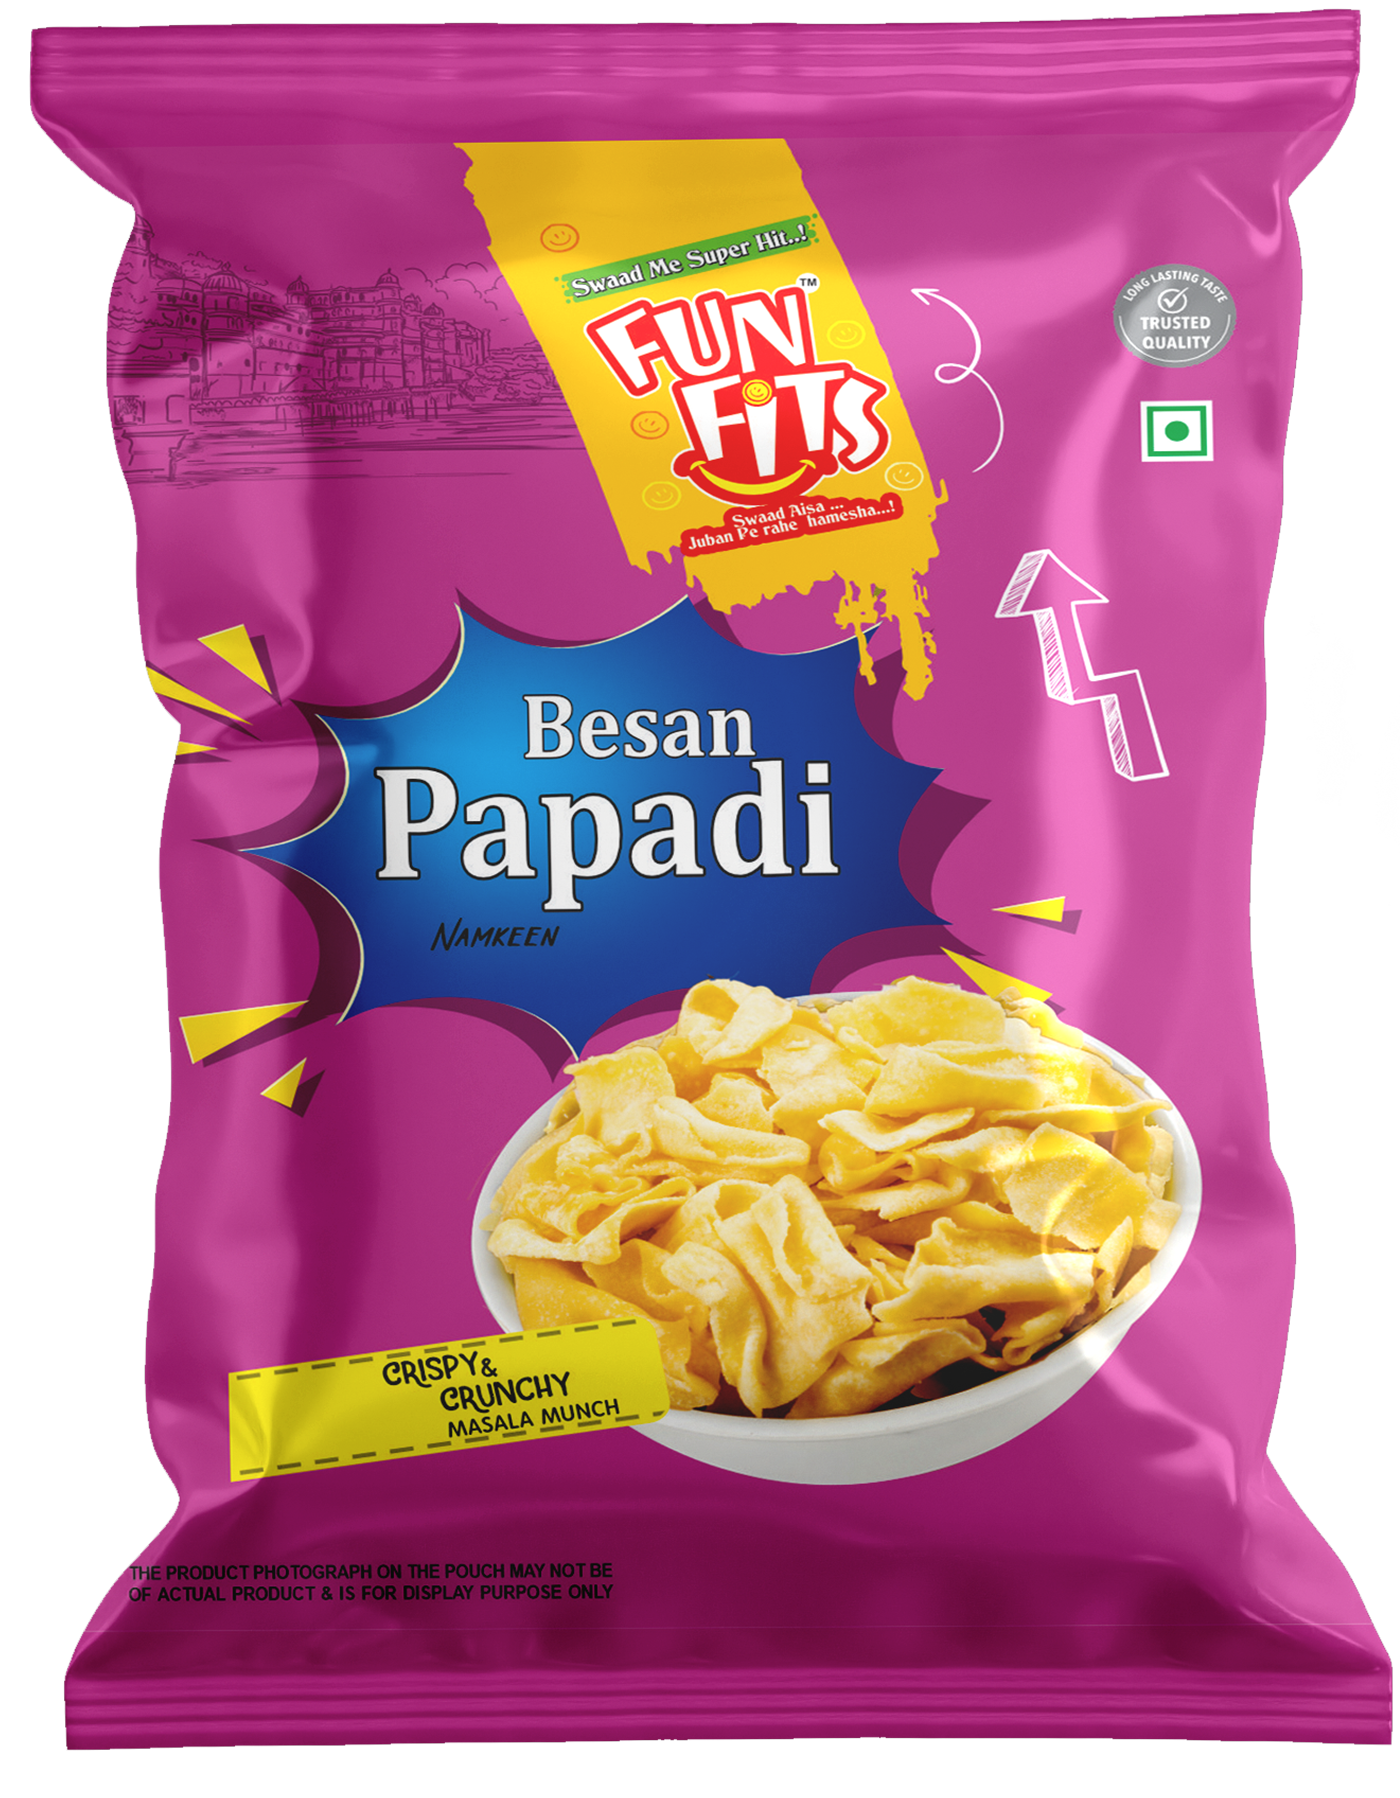 Swaad Me Super Hit..!
FUN
FiTS
TM
Swaad Aisa ...
Juban Pe rahe hamesha...!
LONG LASTING TASTE
TRUSTED
QUALITY
Besan
Papadi
NAMKEEN
CRISPY &
CRUNCHY
MASALA MUNCH
THE PRODUCT PHOTOGRAPH ON THE POUCH MAY NOT BE
OF ACTUAL PRODUCT & IS FOR DISPLAY PURPOSE ONLY